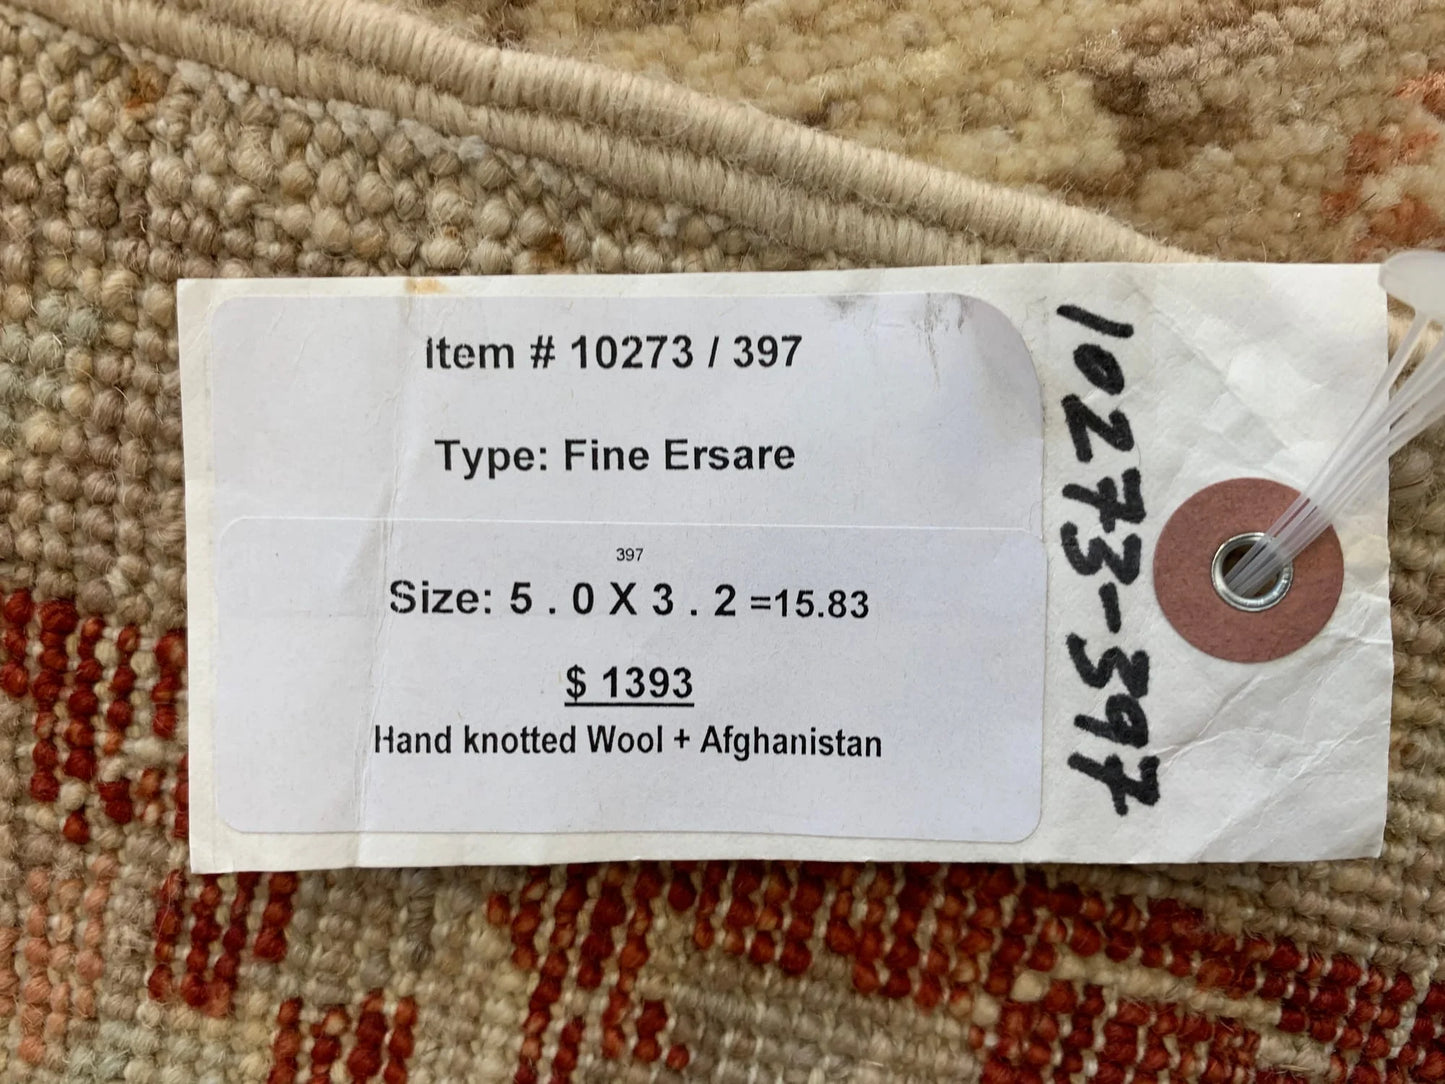 Item # 10273 / 397
Type: Fine Ersare
397
Size: 5 . 0 X 3 . 2 =15.83
$ 1393
Hand knotted Wool + Afghanistan
10273-397